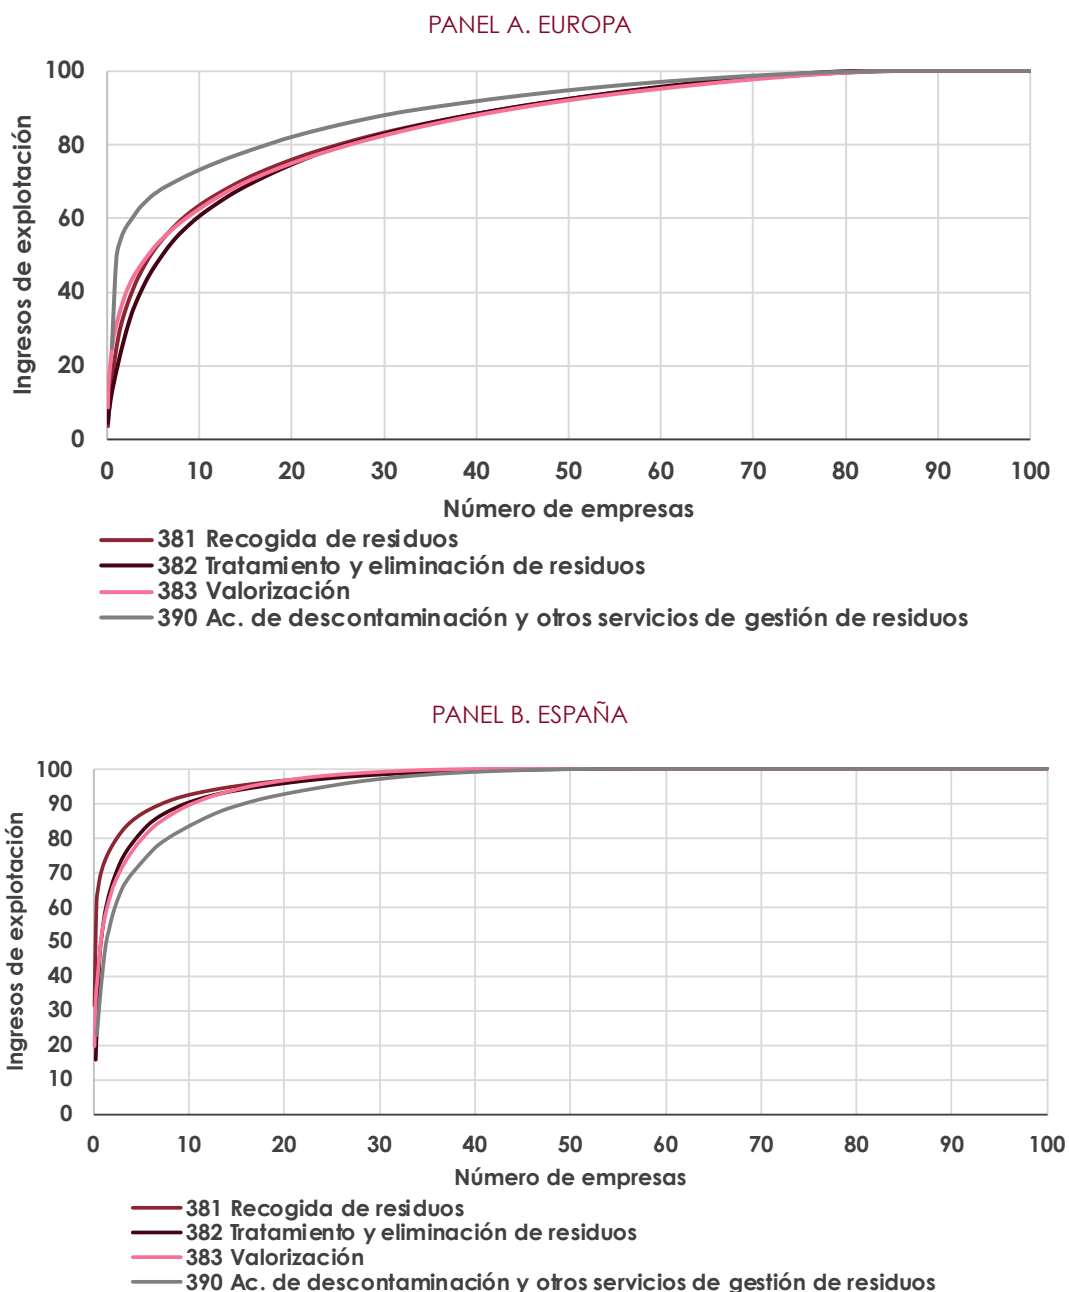 PANEL A. EUROPA
100
80
60
40
20
0
Ingresos de explotación
0 10 20 30 40 50 60 70 80 90 100
Número de empresas
381 Recogida de residuos
382 Tratamiento y eliminación de residuos
383 Valorización
390 Ac. de descontaminación y otros servicios de gestión de residuos
PANEL B. ESPAÑA
100
90
80
70
60
50
40
30
20
10
0
Ingresos de explotación
0 10 20 30 40 50 60 70 80 90 100
Número de empresas
381 Recogida de residuos
382 Tratamiento y eliminación de residuos
383 Valorización
390 Ac. de descontaminación y otros servicios de gestión de residuos